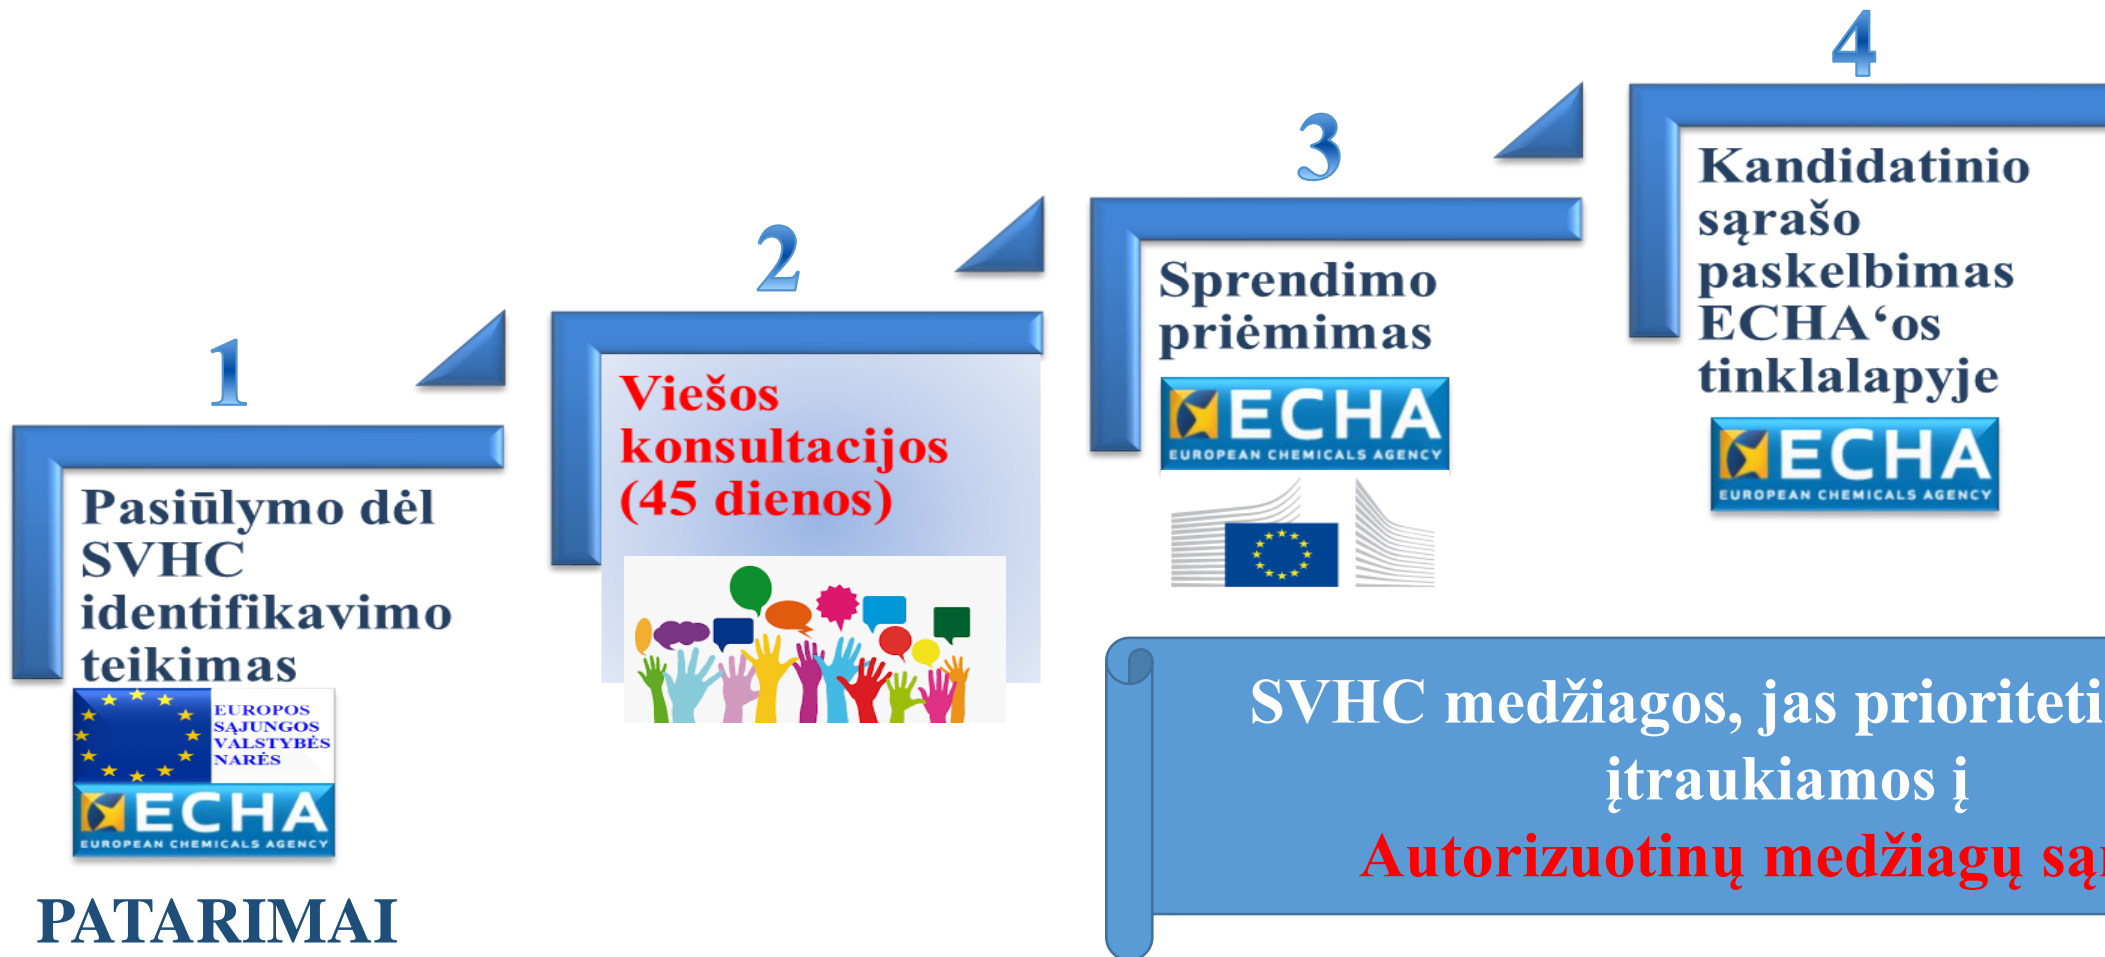 1
Pasiūlymo dėl
SVHC
identifikavimo
teikimas
EUROPOS
SĄJUNGOS
VALSTYBĖS
NARĖS
ECHA
EUROPEAN CHEMICALS AGENCY
2
Viešos
konsultacijos
(45 dienos)
3
Sprendimo
priėmimas
ECHA
EUROPEAN CHEMICALS AGENCY
4
Kandidatinio
sąrašo
paskelbimas
ECHA‘os
tinklalapyje
ECHA
EUROPEAN CHEMICALS AGENCY
SVHC medžiagos, jas
įtraukiamos į
Autorizuotinų medžiagų
PATARIMAI